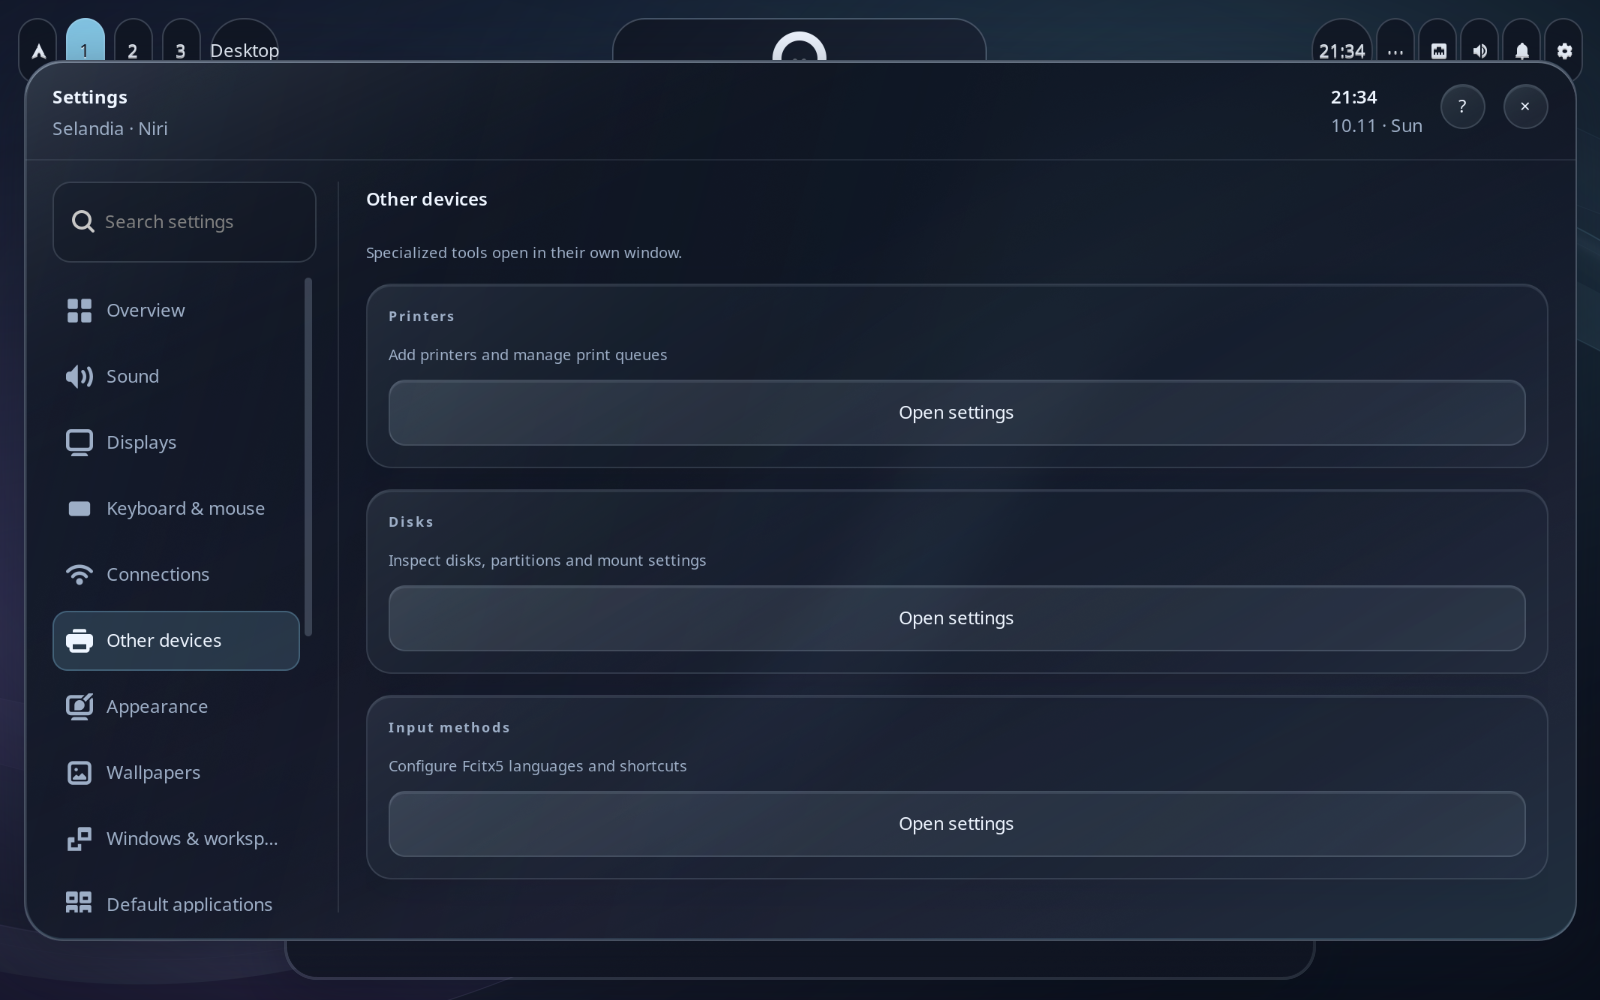 1
2
3
Desktop
21:34
...
Settings
Selandia · Niri
21:34
10.11 · Sun
?
×
Search settings
Overview
Sound
Displays
Keyboard & mouse
Connections
Other devices
Appearance
Wallpapers
Windows & worksp...
Default applications
Other devices
Specialized tools open in their own window.
Printers
Add printers and manage print queues
Open settings
Disks
Inspect disks, partitions and mount settings
Open settings
Input methods
Configure Fcitx5 languages and shortcuts
Open settings